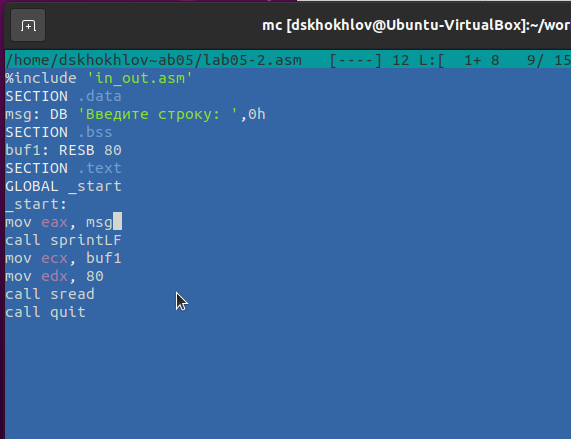 mc [dskhokhlov@Ubuntu-VirtualBox]:~/wor
/home/dskhokhlov~ab05/lab05-2.asm   [----] 12 L:[  1+ 8   9/ 15
%include 'in_out.asm'
SECTION .data
msg: DB 'Введите строку: ',0h
SECTION .bss
buf1: RESB 80
SECTION .text
GLOBAL _start
_start:
mov eax, msg
call sprintLF
mov ecx, buf1
mov edx, 80
call sread
call quit